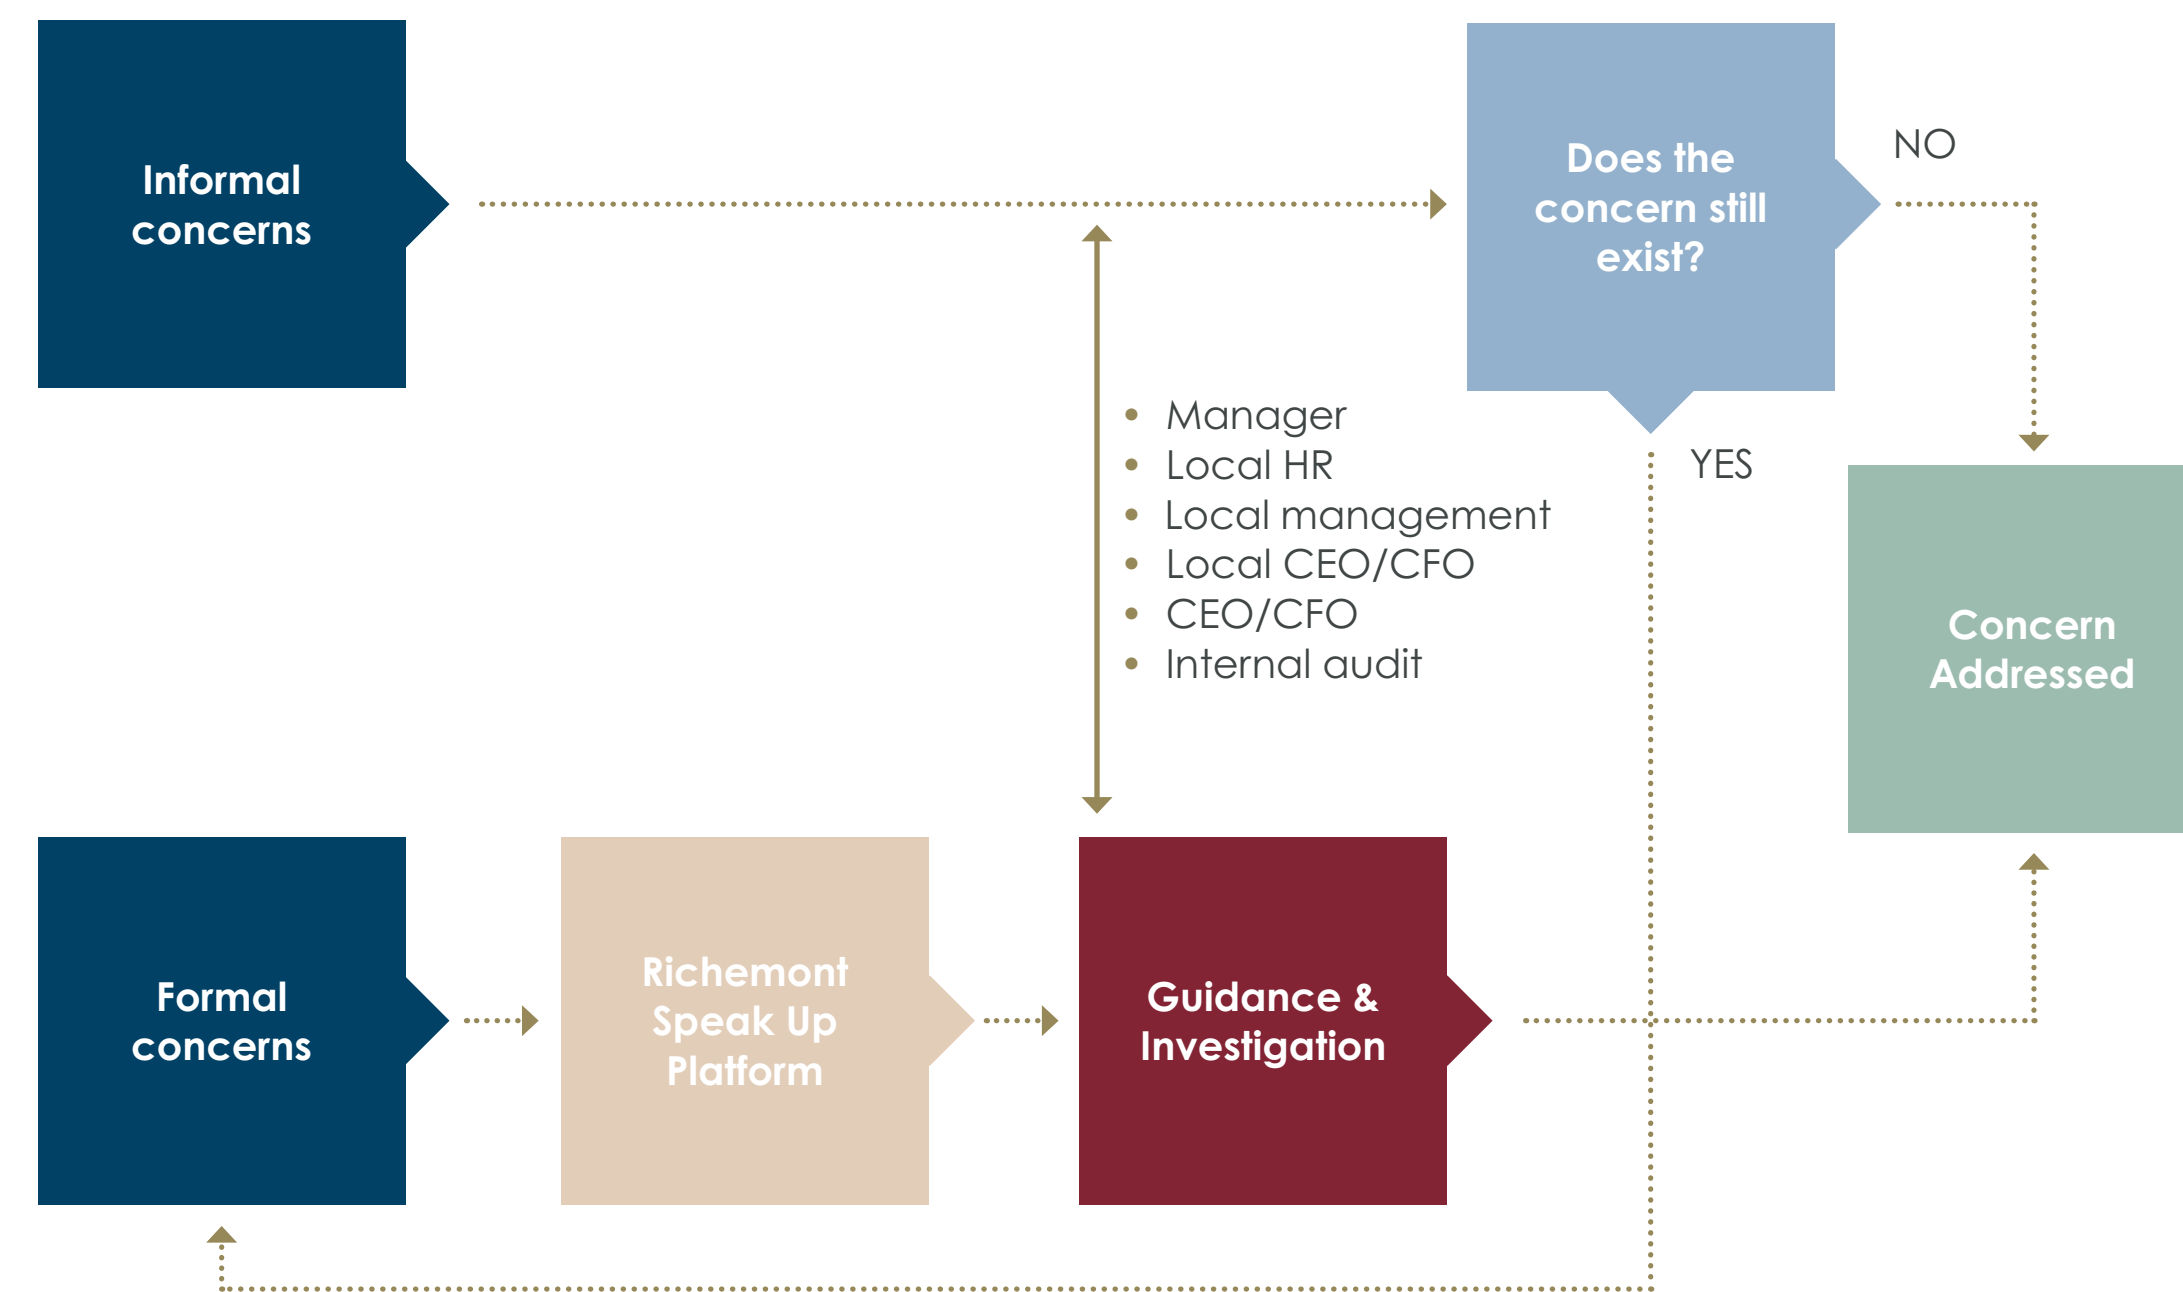 Informal
concerns
Does the
concern still
exist?
NO
YES
• Manager
• Local HR
• Local management
• Local CEO/CFO
• CEO/CFO
• Internal audit
Concern
Addressed
Formal
concerns
Richemont
Speak Up
Platform
Guidance &
Investigation